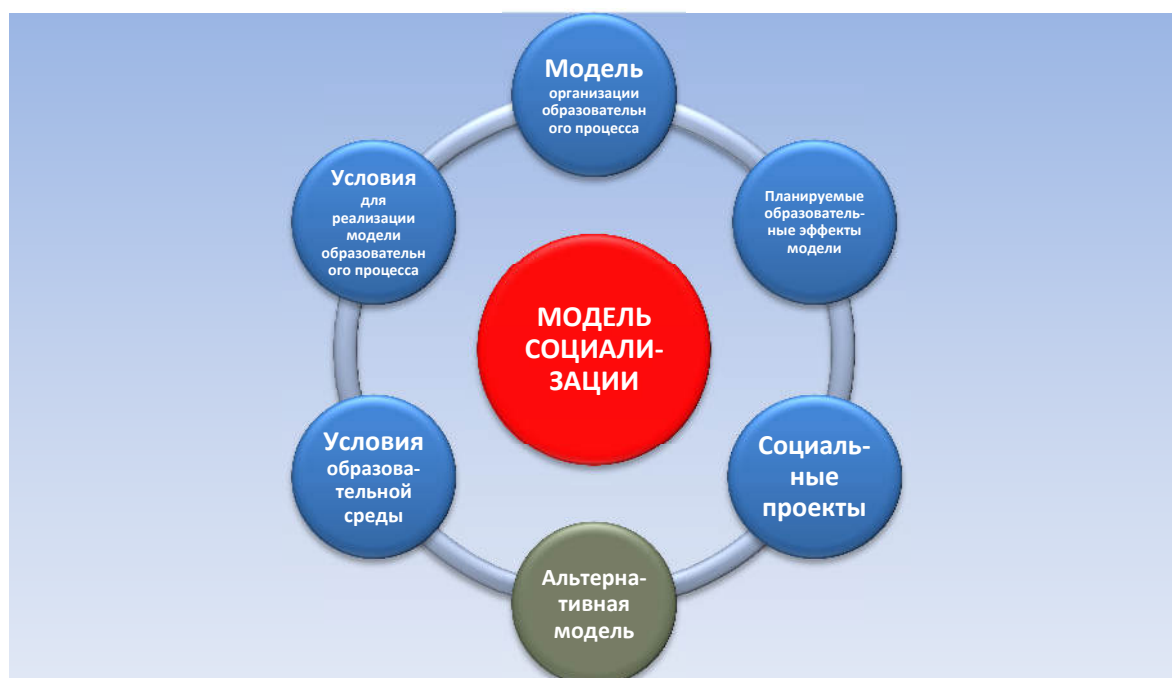 Модель
организации
образовательн
ого процесса
Планируемые
образователь-
ные эффекты
модели
Социаль-
ные
проекты
Альтерна-
тивная
модель
Условия
образова-
тельной
среды
Условия
для
реализации
модели
образовательн
ого процесса
МОДЕЛЬ
СОЦИАЛИ-
ЗАЦИИ